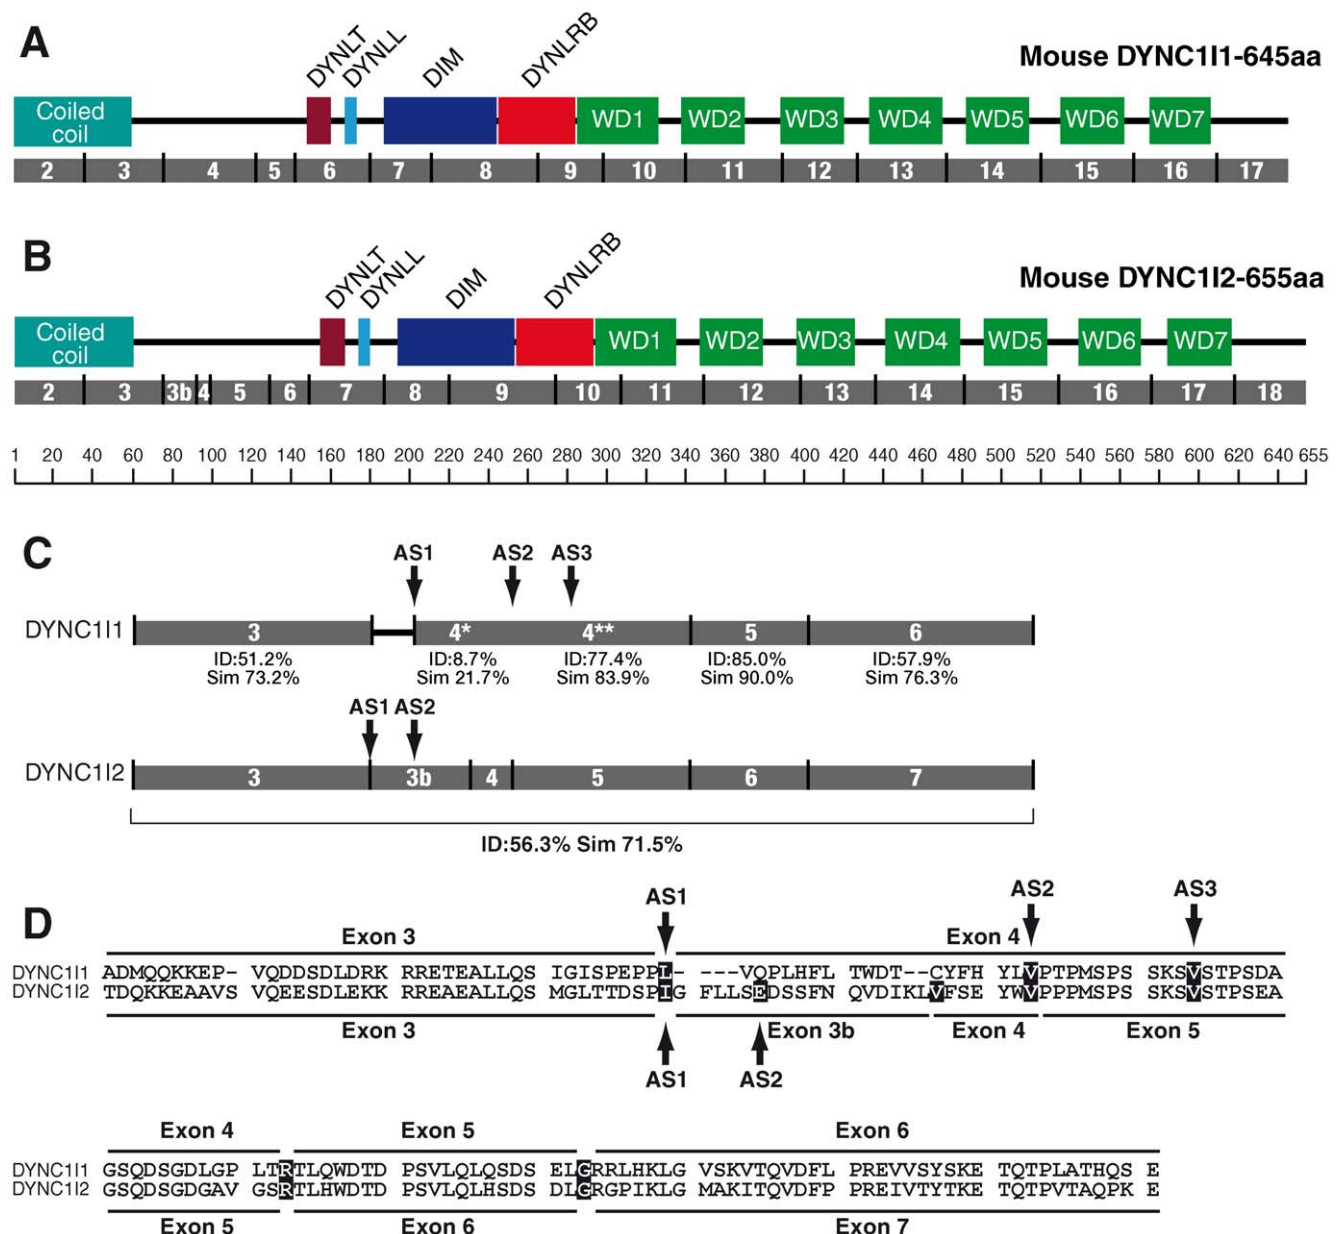 A
DYNLT
DYNLL
DIM
DYNLRB
Mouse DYNC1I1-645aa
Coiled coil WD1 WD2 WD3 WD4 WD5 WD6 WD7
2 3 4 5 6 7 8 9 10 11 12 13 14 15 16 17
B
DYNLT
DYNLL
DIM
DYNLRB
Mouse DYNC1I2-655aa
Coiled coil WD1 WD2 WD3 WD4 WD5 WD6 WD7
2 3 3b 4 5 6 7 8 9 10 11 12 13 14 15 16 17 18
1 20 40 60 80 100 120 140 160 180 200 220 240 260 280 300 320 340 360 380 400 420 440 460 480 500 520 540 560 580 600 620 640 655
C
AS1 AS2 AS3
DYNC1I1 3 4* 4** 5 6
ID:51.2% ID:8.7% ID:77.4% ID:85.0% ID:57.9%
Sim 73.2% Sim 21.7% Sim 83.9% Sim 90.0% Sim 76.3%
AS1 AS2
DYNC1I2 3 3b 4 5 6 7
ID:56.3% Sim 71.5%
D
AS1 AS2 AS3
Exon 3 Exon 4
DYNC1I1 ADMQQKKEP- VQDDSDLDRK RRETEALLQS IGISPEPPL- ---VQPLHFL TWDT--CYFH YLVPTPMSPS SKSVSTPSDA
DYNC1I2 TDQKKEAAVS VQEESDLEKK RREAEALLQS MGLTTDSPIG FLLSEDSSFN QVDIKLVFSE YWVPPPMSPS SKSVSTPSEA
Exon 3 Exon 3b Exon 4 Exon 5
AS1 AS2
Exon 4 Exon 5 Exon 6
DYNC1I1 GSQDSGDLGP LTRTLQWDTD PSVLQLQSDS ELGRRLHKLG VSKVTQVDFL PREVVSYSKE TQTPLATHQS E
DYNC1I2 GSQDSGDGAV GSRTLHWDTD PSVLQLHSDS DLGRGPIKLG MAKITQVDFP PREIVTYTKE TQTPVTAQPK E
Exon 5 Exon 6 Exon 7